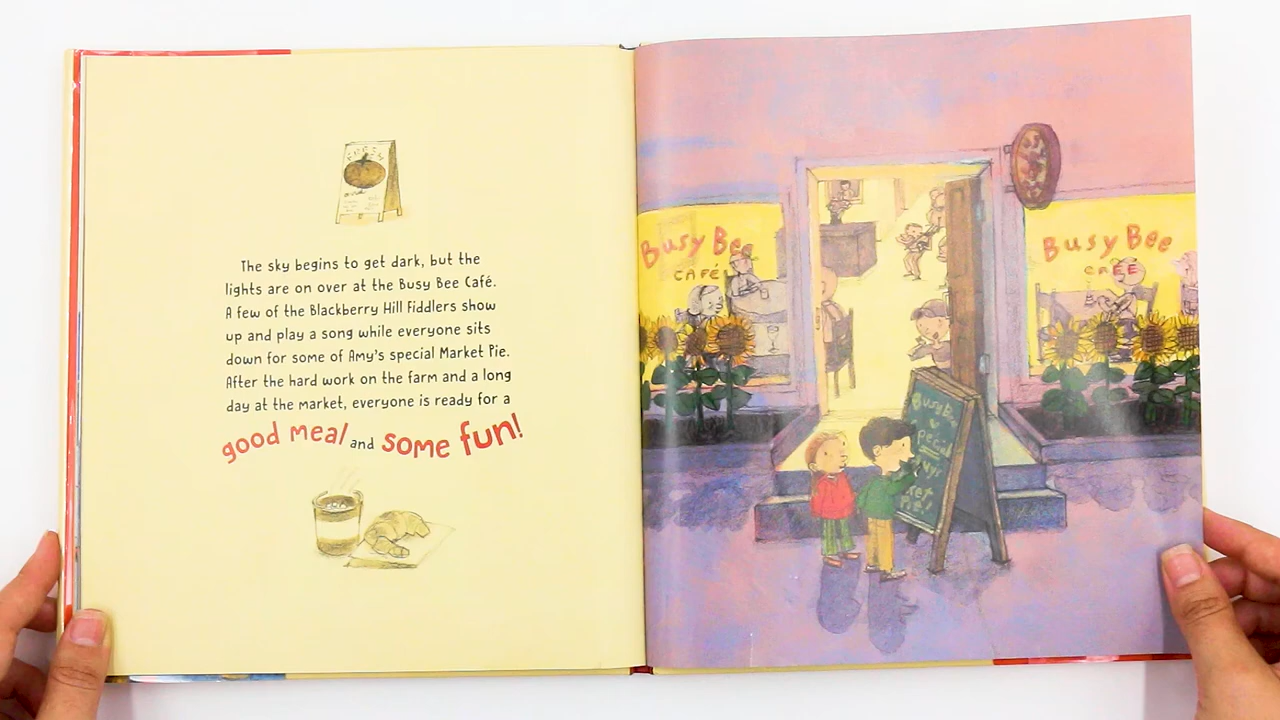 The sky begins to get dark, but the
lights are on over at the Busy Bee Café.
A few of the Blackberry Hill Fiddlers show
up and play a song while everyone sits
down for some of Amy's special Market Pie.
After the hard work on the farm and a long
day at the market, everyone is ready for a
good meal and some fun!
Busy Bee
CAFÉ
Busy Bee
CAFÉ
Busy B